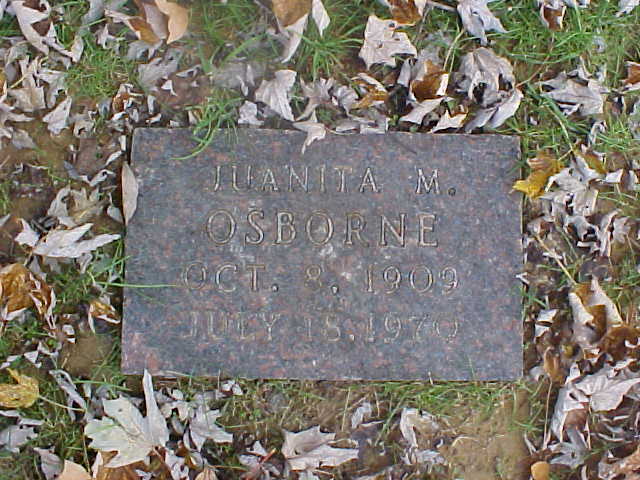 JUANITA M.
OSBORNE
OCT. 8, 1909
JULY 18, 1970